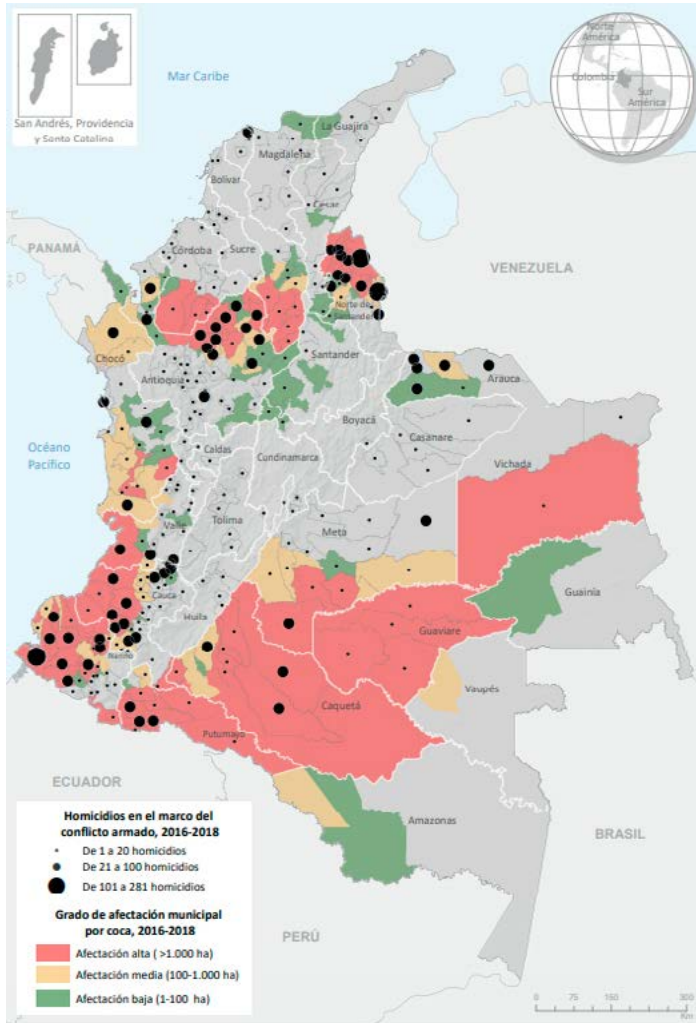 Mar Caribe
San Andrés, Providencia
y Santa Catalina
Norte
América
Colombia
Sur
América
La Guajira
Magdalena
Bolívar
Cesar
PANAMÁ
Córdoba
Sucre
VENEZUELA
Norte de
Santander
Chocó
Santander
Antioquia
Arauca
Boyacá
Océano
Pacífico
Caldas
Casanare
Cundinamarca
Vichada
Valle
Tolima
Meta
Cauca
Guainía
Huila
Guaviare
Nariño
Caquetá
Vaupés
Putumayo
ECUADOR
Amazonas
BRASIL
PERÚ
Homicidios en el marco del
conflicto armado, 2016-2018
De 1 a 20 homicidios
De 21 a 100 homicidios
De 101 a 281 homicidios
Grado de afectación municipal
por coca, 2016-2018
Afectación alta ( >1.000 ha)
Afectación media (100-1.000 ha)
Afectación baja (1-100 ha)
0 75 150 300
Km